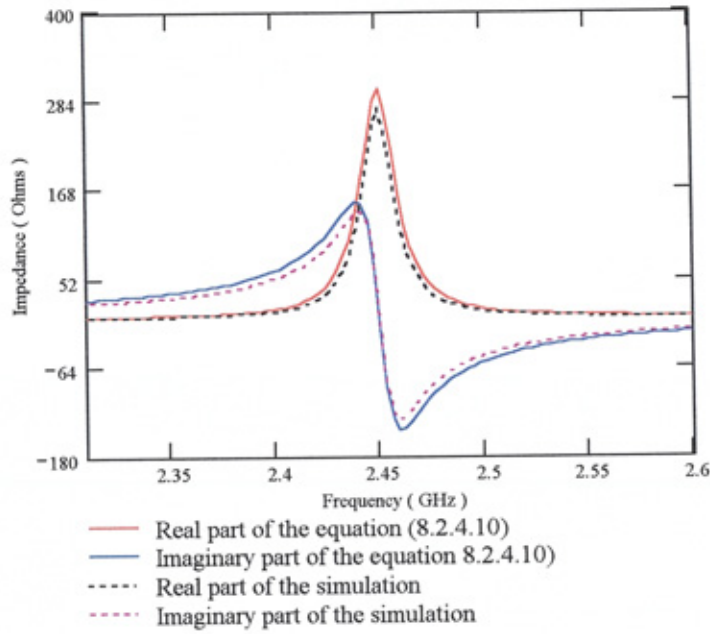 400
284
168
52
−64
−180
Impedance ( Ohms )
2.35
2.4
2.45
2.5
2.55
2.6
Frequency ( GHz )
Real part of the equation (8.2.4.10)
Imaginary part of the equation 8.2.4.10)
Real part of the simulation
Imaginary part of the simulation